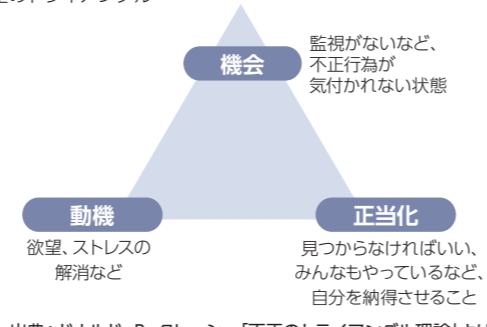 機会
監視がないなど、
不正行為が
気付かれない状態
動機
正当化
欲望、ストレスの
解消など
見つからなければいい、
みんなもやっているなど、
自分を納得させること